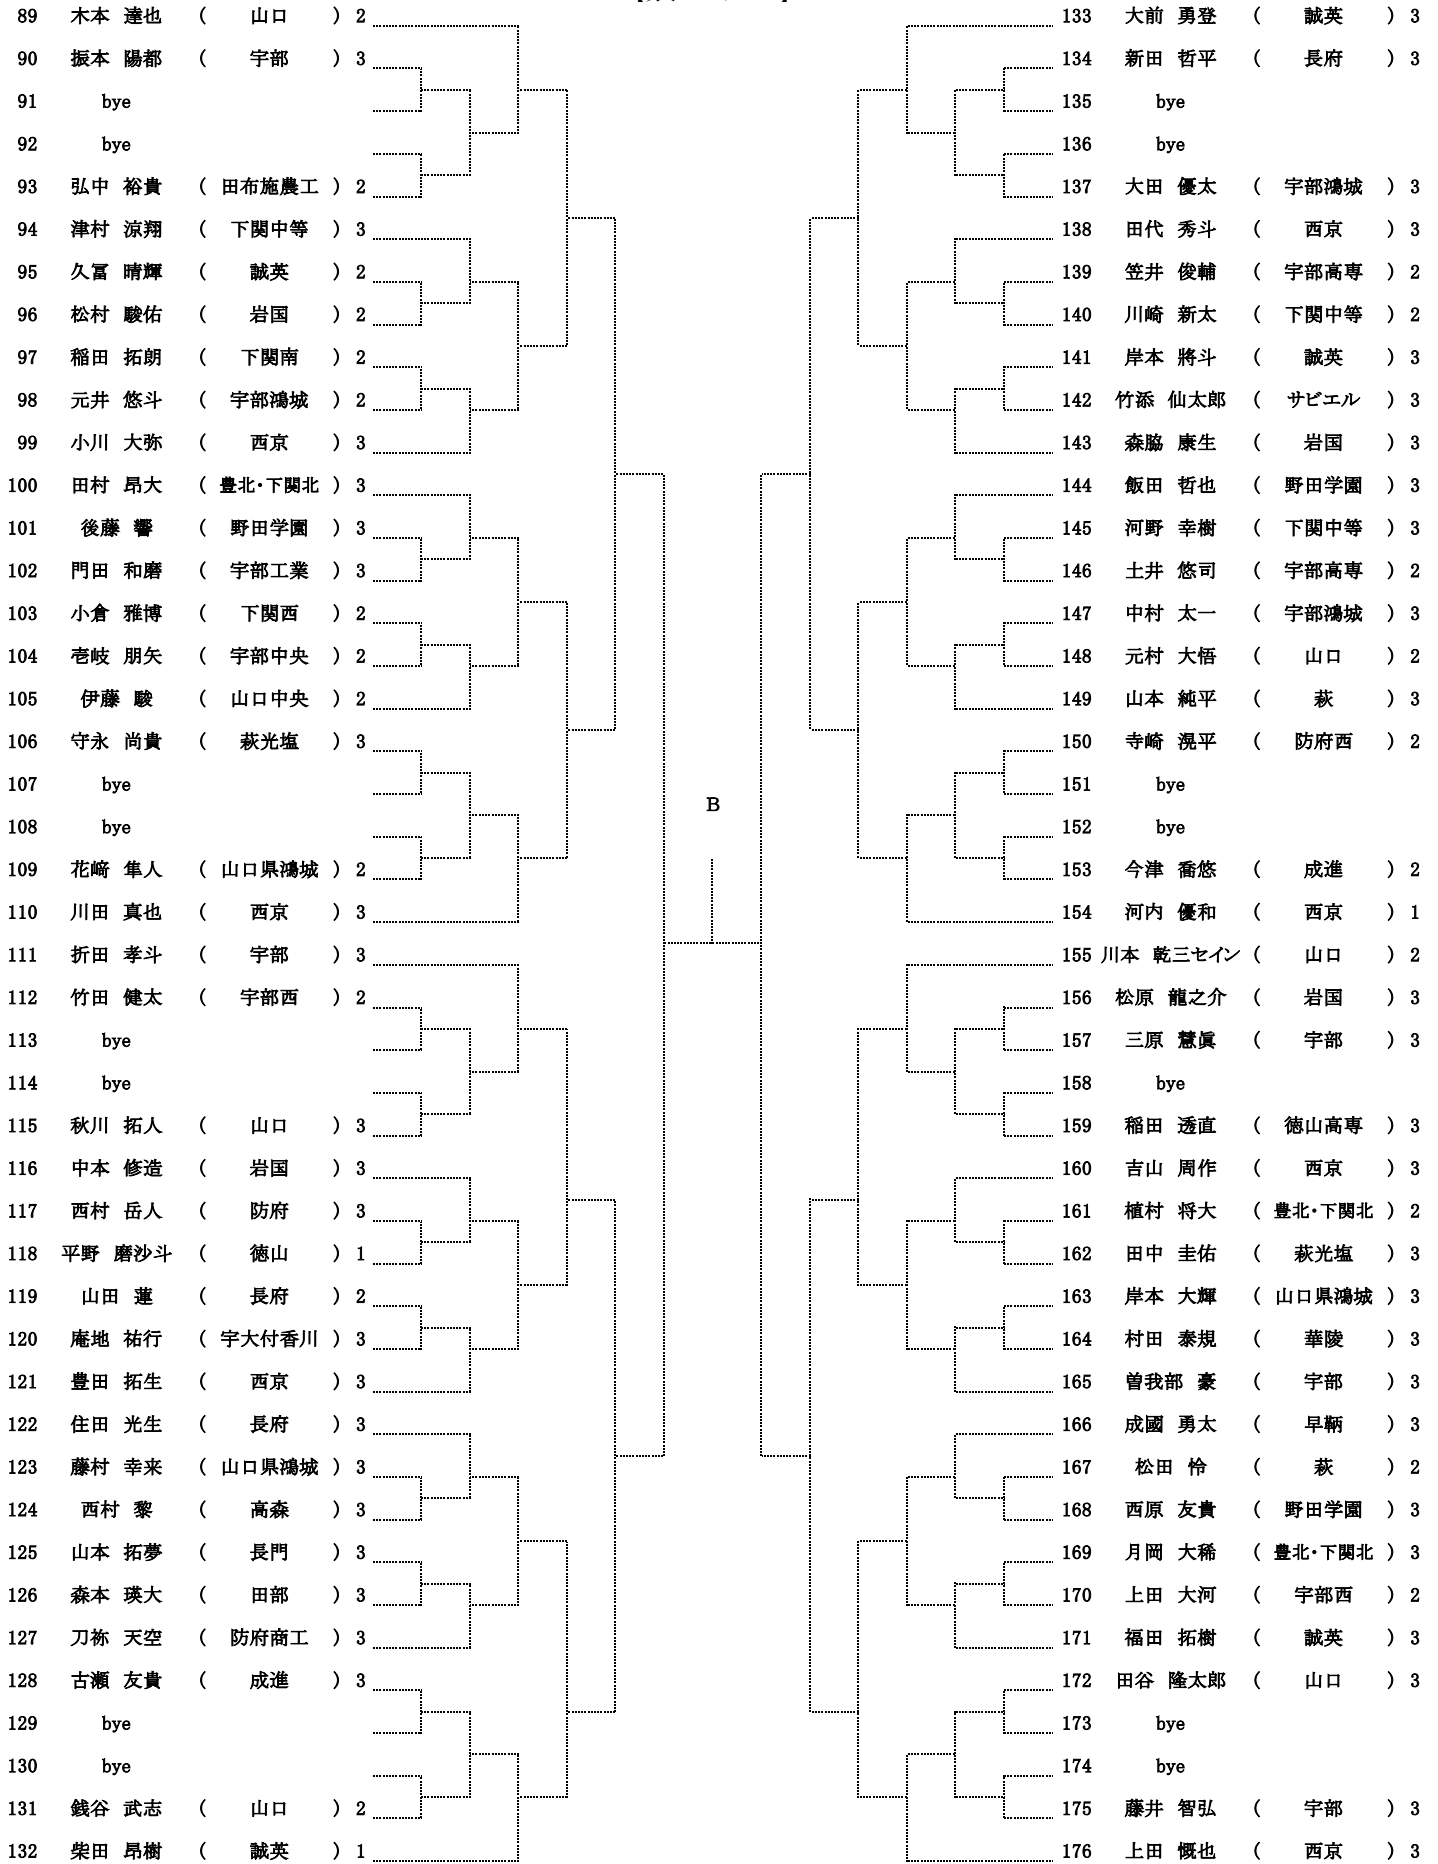 89 木本 達也 ( 山口 ) 2
90 振本 陽都 ( 宇部 ) 3
91 bye
92 bye
93 弘中 裕貴 ( 田布施農工 ) 2
94 津村 涼翔 ( 下関中等 ) 3
95 久冨 晴輝 ( 誠英 ) 2
96 松村 駿佑 ( 岩国 ) 2
97 稲田 拓朗 ( 下関南 ) 2
98 元井 悠斗 ( 宇部鴻城 ) 2
99 小川 大弥 ( 西京 ) 3
100 田村 昂大 ( 豊北・下関北 ) 3
101 後藤 響 ( 野田学園 ) 3
102 門田 和磨 ( 宇部工業 ) 3
103 小倉 雅博 ( 下関西 ) 2
104 壱岐 朋矢 ( 宇部中央 ) 2
105 伊藤 駿 ( 山口中央 ) 2
106 守永 尚貴 ( 萩光塩 ) 3
107 bye
108 bye
109 花﨑 隼人 ( 山口県鴻城 ) 2
110 川田 真也 ( 西京 ) 3
111 折田 孝斗 ( 宇部 ) 3
112 竹田 健太 ( 宇部西 ) 2
113 bye
114 bye
115 秋川 拓人 ( 山口 ) 3
116 中本 修造 ( 岩国 ) 3
117 西村 岳人 ( 防府 ) 3
118 平野 磨沙斗 ( 徳山 ) 1
119 山田 蓮 ( 長府 ) 2
120 庵地 祐行 ( 宇大付香川 ) 3
121 豊田 拓生 ( 西京 ) 3
122 住田 光生 ( 長府 ) 3
123 藤村 幸来 ( 山口県鴻城 ) 3
124 西村 黎 ( 高森 ) 3
125 山本 拓夢 ( 長門 ) 3
126 森本 瑛大 ( 田部 ) 3
127 刀祢 天空 ( 防府商工 ) 3
128 古瀬 友貴 ( 成進 ) 3
129 bye
130 bye
131 銭谷 武志 ( 山口 ) 2
132 柴田 昂樹 ( 誠英 ) 1
B
133 大前 勇登 ( 誠英 ) 3
134 新田 哲平 ( 長府 ) 3
135 bye
136 bye
137 大田 優太 ( 宇部鴻城 ) 3
138 田代 秀斗 ( 西京 ) 3
139 笠井 俊輔 ( 宇部高専 ) 2
140 川崎 新太 ( 下関中等 ) 2
141 岸本 將斗 ( 誠英 ) 3
142 竹添 仙太郎 ( サビエル ) 3
143 森脇 康生 ( 岩国 ) 3
144 飯田 哲也 ( 野田学園 ) 3
145 河野 幸樹 ( 下関中等 ) 3
146 土井 悠司 ( 宇部高専 ) 2
147 中村 太一 ( 宇部鴻城 ) 3
148 元村 大悟 ( 山口 ) 2
149 山本 純平 ( 萩 ) 3
150 寺崎 滉平 ( 防府西 ) 2
151 bye
152 bye
153 今津 喬悠 ( 成進 ) 2
154 河内 優和 ( 西京 ) 1
155 川本 乾三セイン ( 山口 ) 2
156 松原 龍之介 ( 岩国 ) 3
157 三原 慧眞 ( 宇部 ) 3
158 bye
159 稲田 透直 ( 徳山高専 ) 3
160 吉山 周作 ( 西京 ) 3
161 植村 将大 ( 豊北・下関北 ) 2
162 田中 圭佑 ( 萩光塩 ) 3
163 岸本 大輝 ( 山口県鴻城 ) 3
164 村田 泰規 ( 華陵 ) 3
165 曽我部 豪 ( 宇部 ) 3
166 成國 勇太 ( 早鞆 ) 3
167 松田 怜 ( 萩 ) 2
168 西原 友貴 ( 野田学園 ) 3
169 月岡 大稀 ( 豊北・下関北 ) 3
170 上田 大河 ( 宇部西 ) 2
171 福田 拓樹 ( 誠英 ) 3
172 田谷 隆太郎 ( 山口 ) 3
173 bye
174 bye
175 藤井 智弘 ( 宇部 ) 3
176 上田 慨也 ( 西京 ) 3